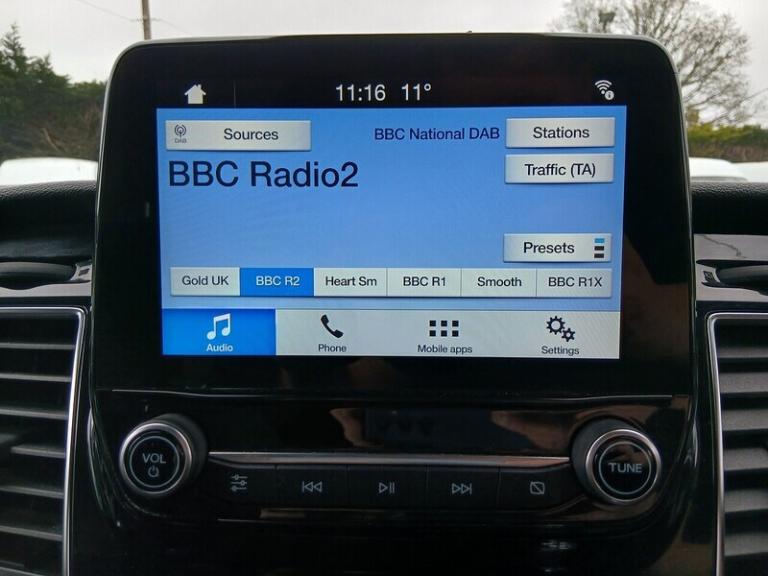 11:16 11°
DAB
Sources
BBC National DAB
Stations
BBC Radio2
Traffic (TA)
Presets
Gold UK
BBC R2
Heart Sm
BBC R1
Smooth
BBC R1X
Audio
Phone
Mobile apps
Settings
VOL
TUNE